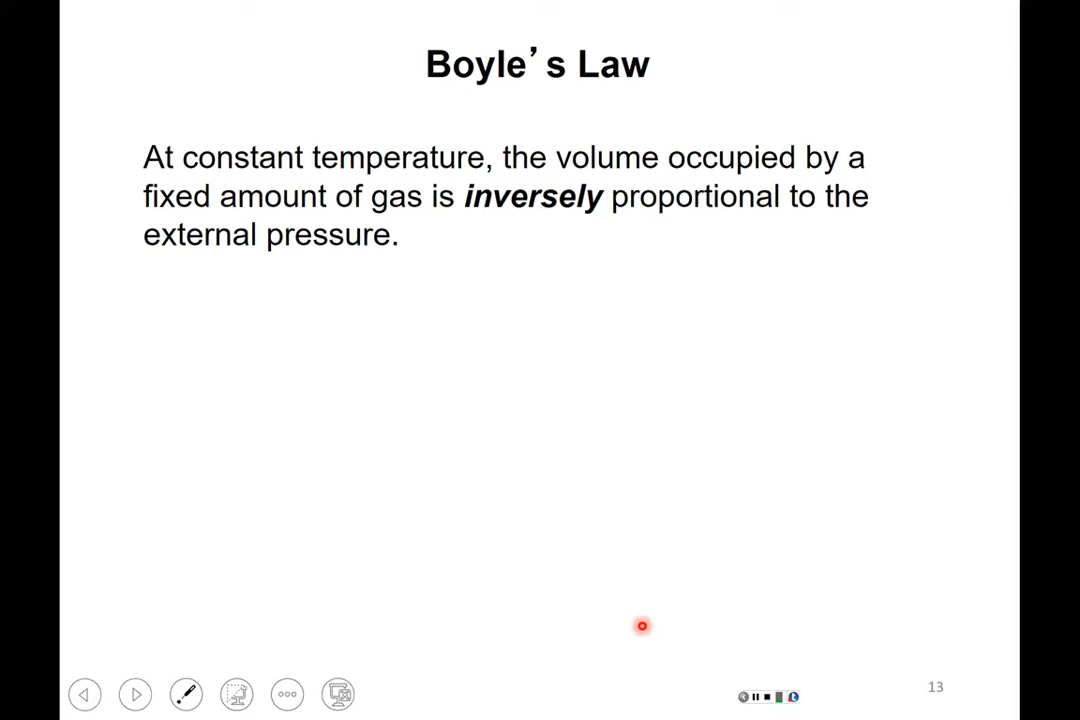 Boyle’s Law
At constant temperature, the volume occupied by a
fixed amount of gas is inversely proportional to the
external pressure.
13